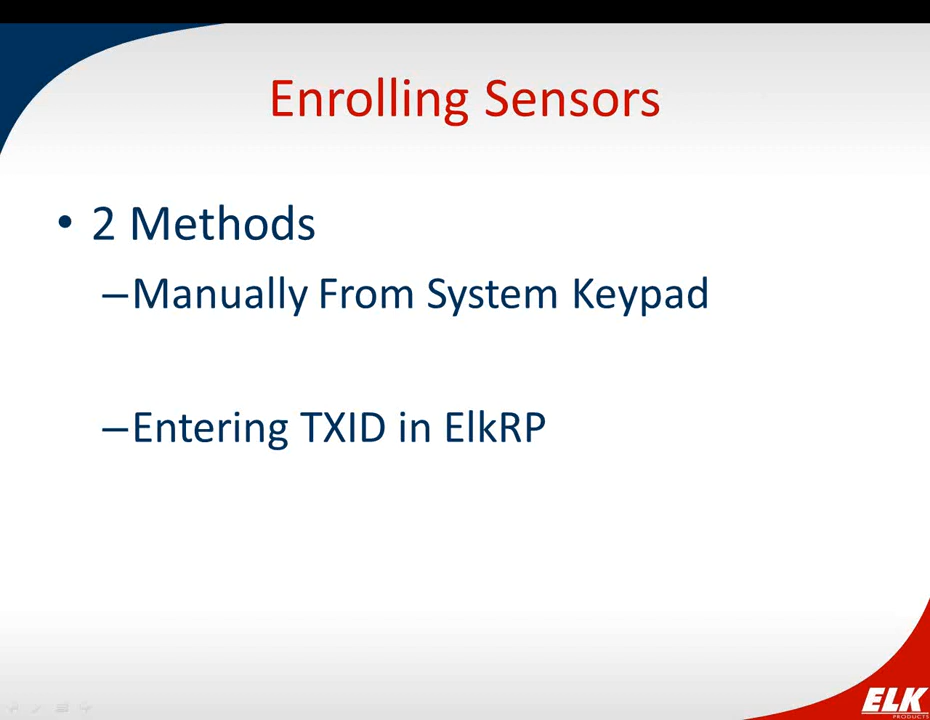 Enrolling Sensors
• 2 Methods
–Manually From System Keypad
–Entering TXID in ElkRP
ELK
PRODUCTS